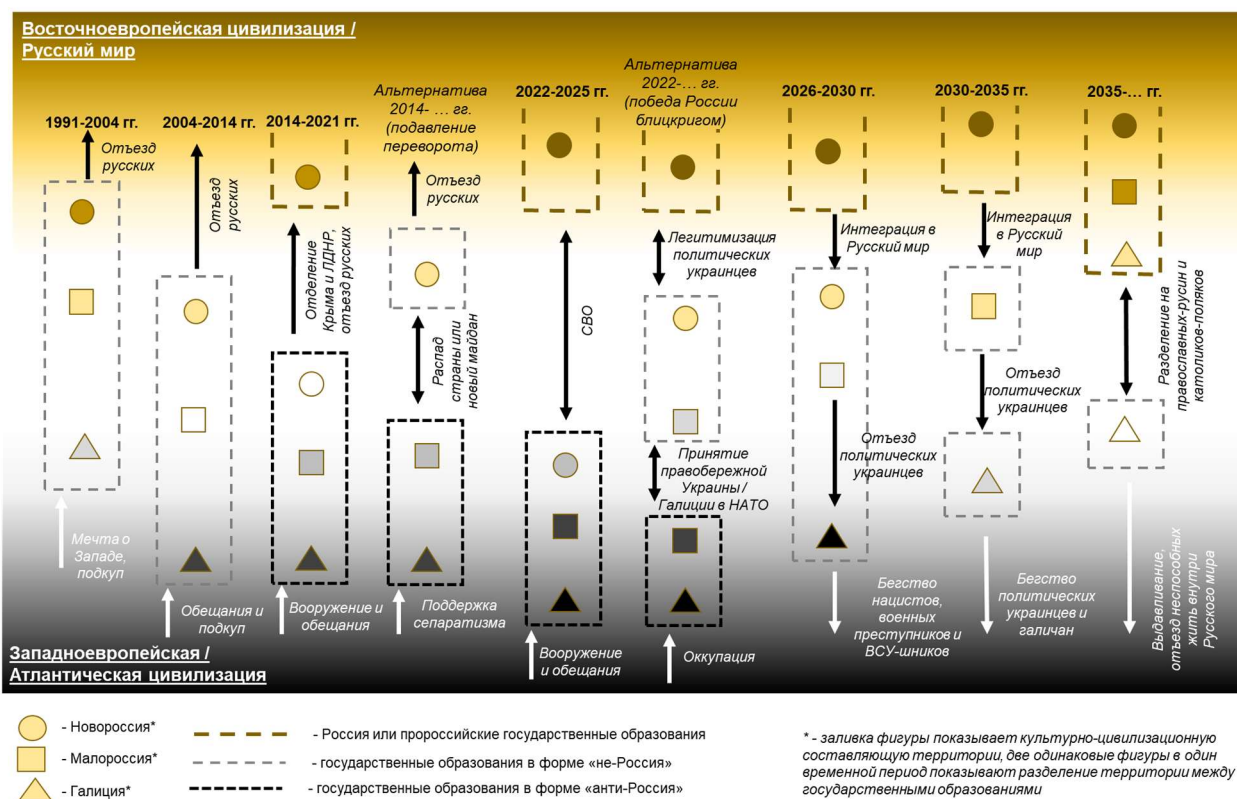 Восточноевропейская цивилизация /
Русский мир
1991-2004 гг.
Отъезд
русских
Мечта о
Западе,
подкуп
2004-2014 гг.
Отъезд
русских
Обещания и
подкуп
2014-2021 гг.
Отделение
Крыма и ЛДНР,
отъезд русских
Вооружение и
обещания
Альтернатива
2014- ... гг.
(подавление
переворота)
Отъезд
русских
Распад
страны или
новый майдан
Поддержка
сепаратизма
2022-2025 гг.
СВО
Вооружение
и обещания
Альтернатива
2022-... гг.
(победа России
блицкригом)
Легитимизация
политических
украинцев
Принятие
правобережной
Украины /
Галиции в НАТО
Оккупация
2026-2030 гг.
Интеграция в
Русский мир
Отъезд
политических
украинцев
Бегство
нацистов,
военных
преступников и
ВСУ-шников
2030-2035 гг.
Интеграция
в Русский
мир
Отъезд
политических
украинцев
Бегство
политических
украинцев и
галичан
2035-... гг.
Разделение на
православных-русин и
католиков-поляков
Выдавливание,
отъезд неспособных
жить внутри
Русского мира
Западноевропейская /
Атлантическая цивилизация
- Новороссия*
- Малороссия*
- Галиция*
- Россия или пророссийские государственные образования
- государственные образования в форме «не-Россия»
- государственные образования в форме «анти-Россия»
* - заливка фигуры показывает культурно-цивилизационную
составляющую территории, две одинаковые фигуры в один
временной период показывают разделение территории между
государственными образованиями